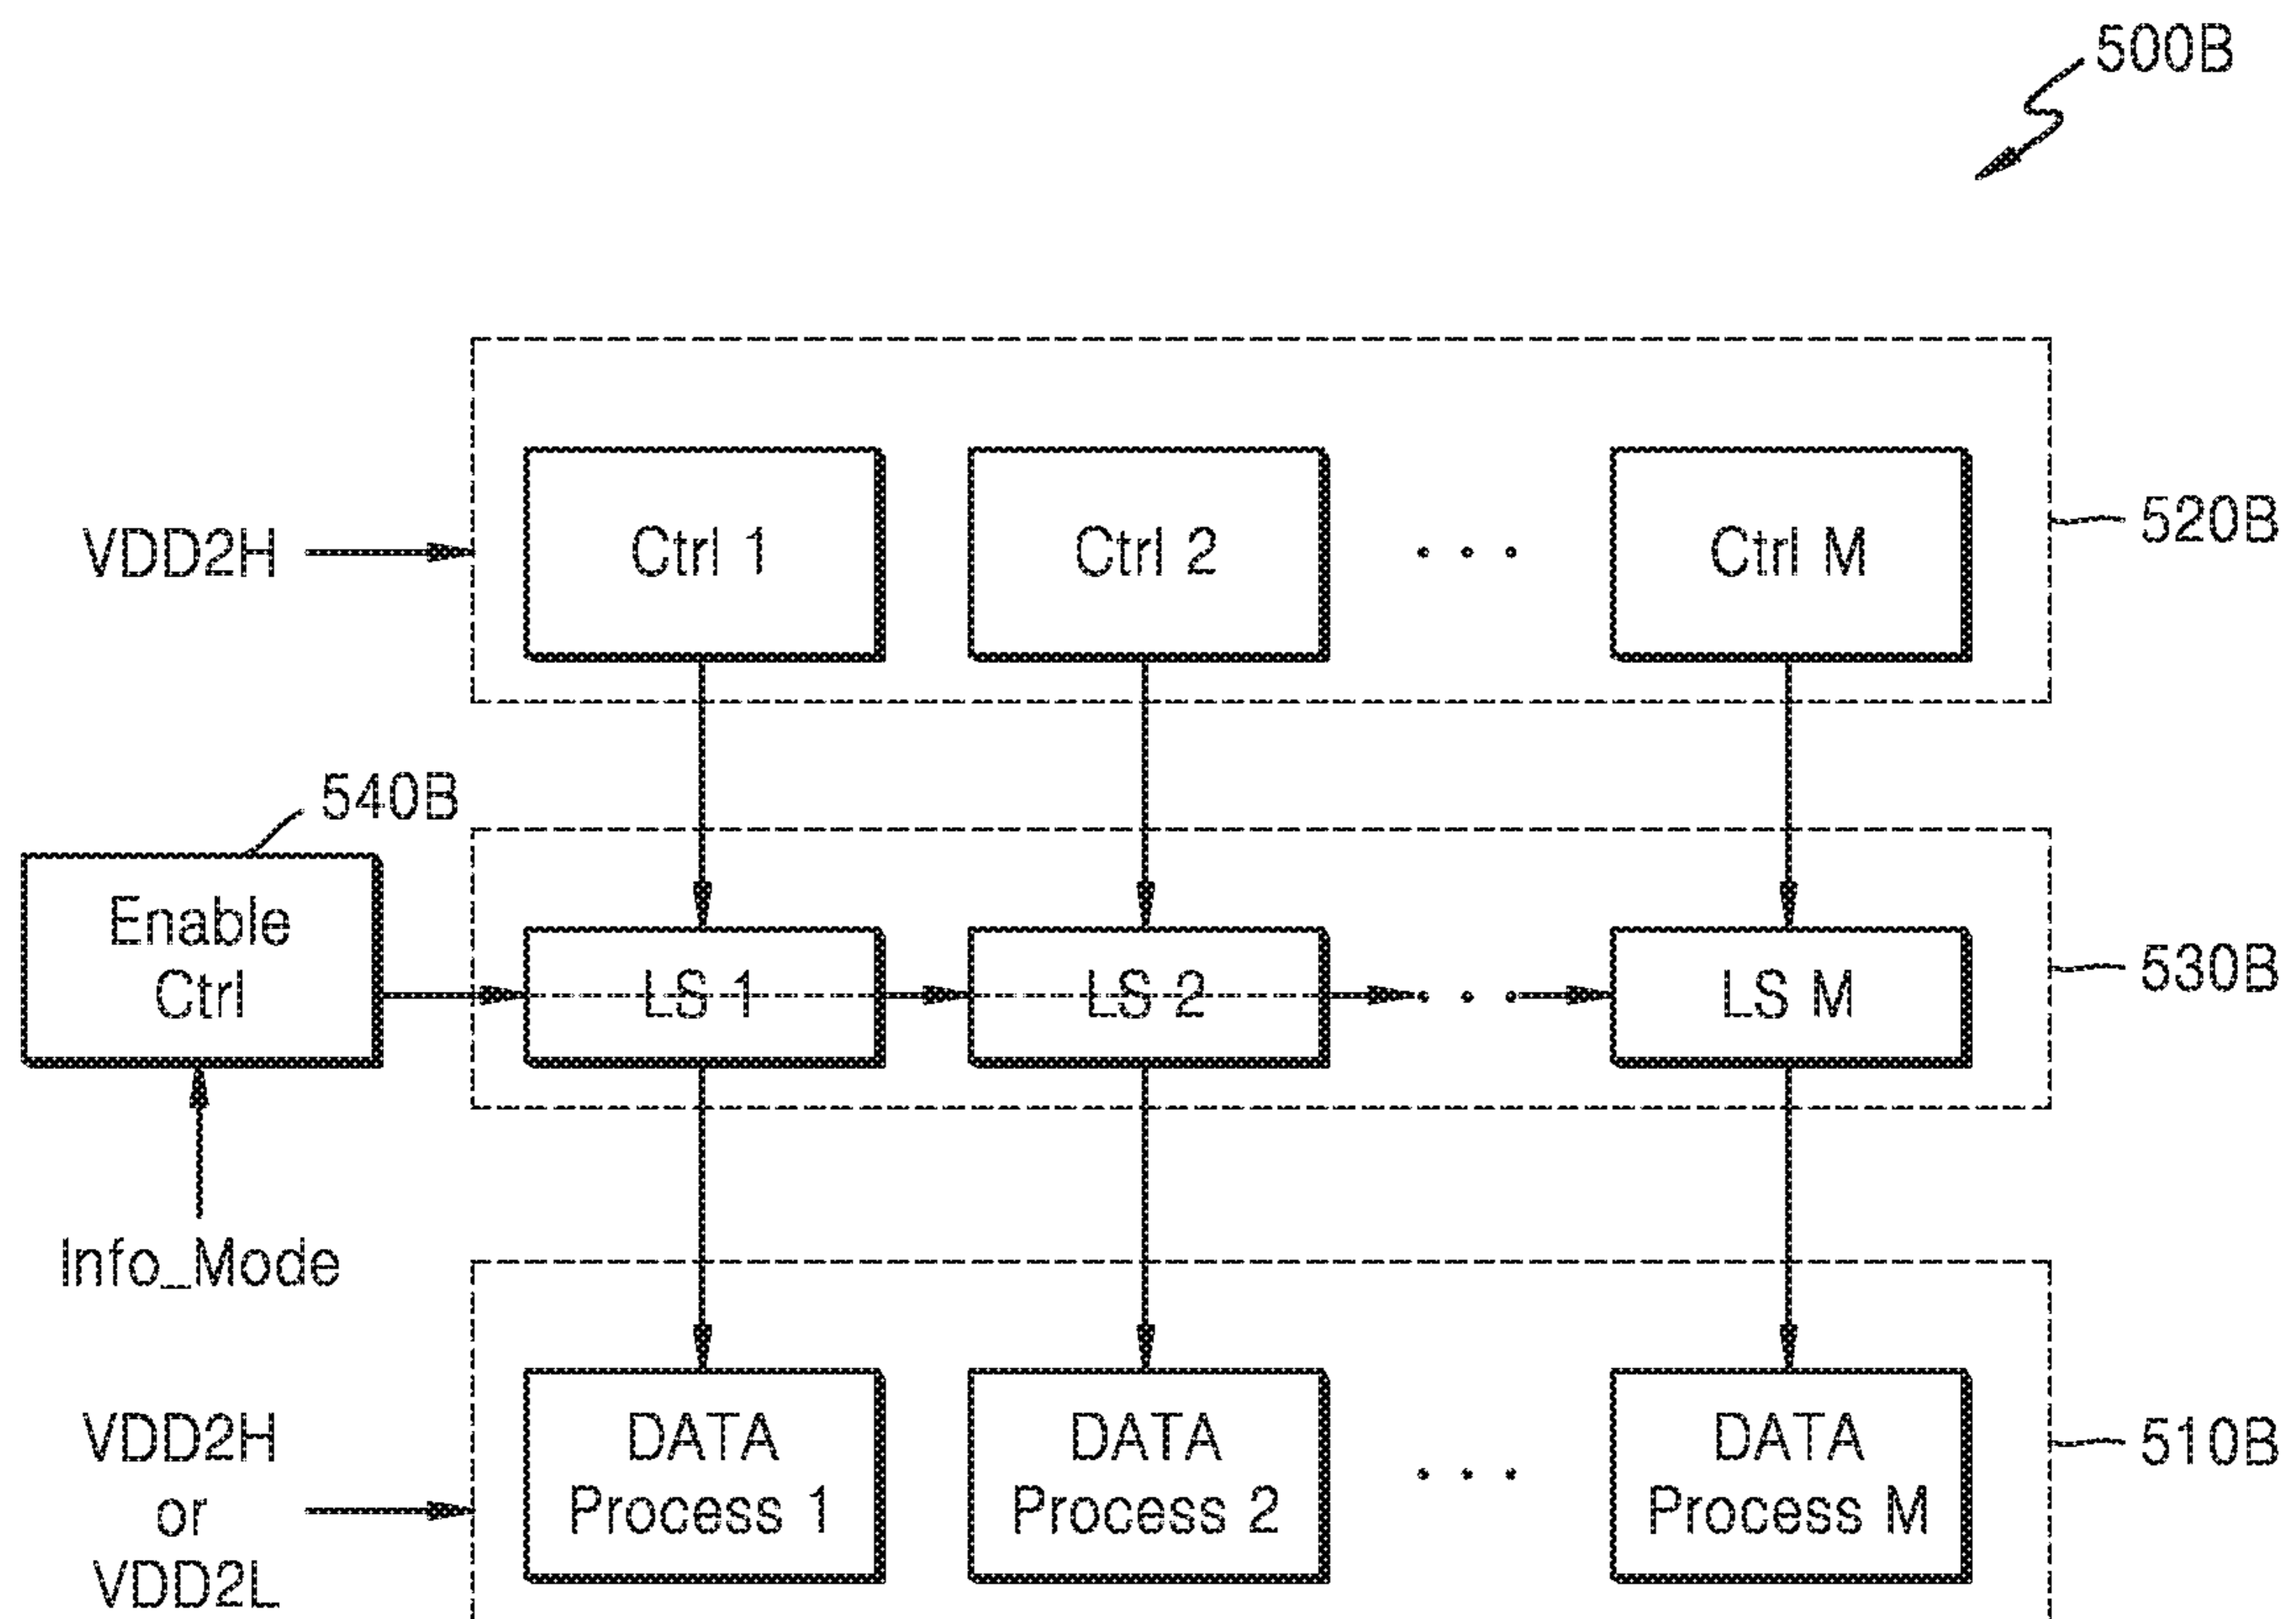 500B
VDD2H
Ctrl 1
Ctrl 2
. . .
Ctrl M
520B
540B
Enable
Ctrl
LS 1
LS 2
. . .
LS M
530B
Info_Mode
VDD2H
or
VDD2L
DATA
Process 1
DATA
Process 2
. . .
DATA
Process M
510B